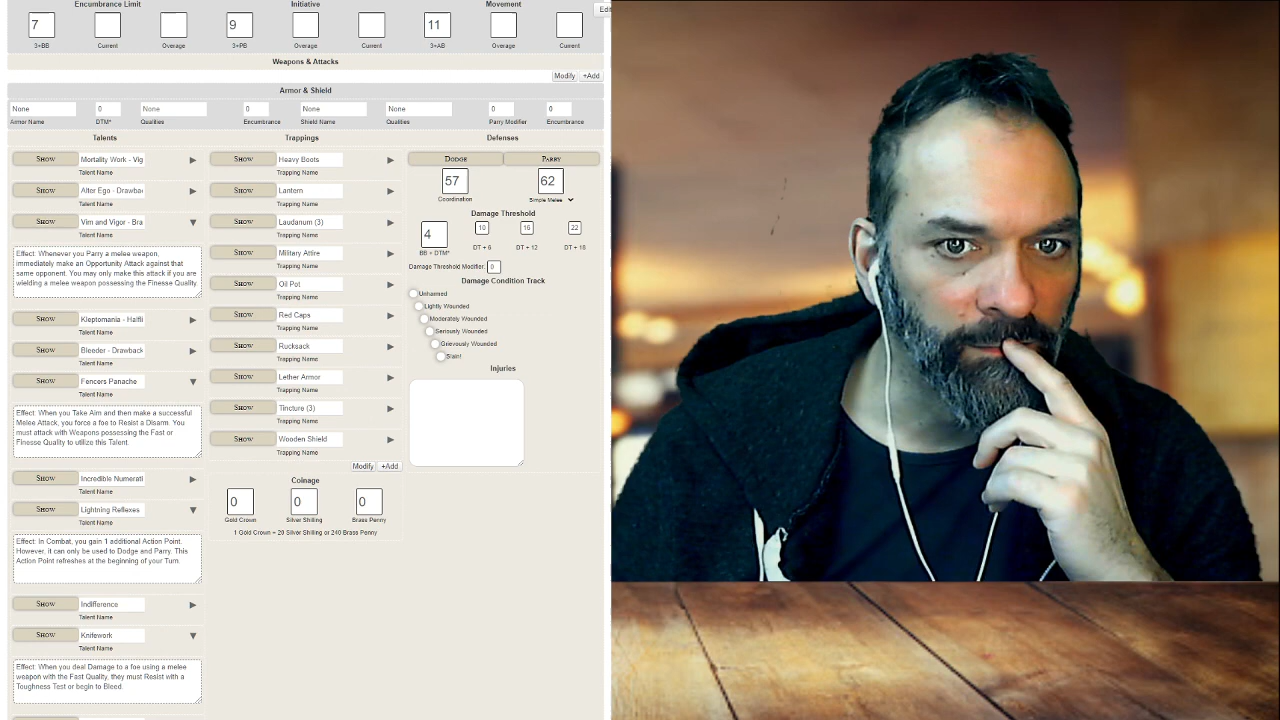 Encumbrance Limit
Initiative
Movement
7
9
11
3+BB
Current
Overage
3+PB
Overage
Current
3+AB
Overage
Current
Weapons & Attacks
Modify
+Add
Armor & Shield
None
0
None
0
None
None
0
0
Armor Name
DTM*
Qualities
Encumbrance
Shield Name
Qualities
Parry Modifier
Encumbrance
Talents
Show
Mortality Work - Vig
Talent Name
Show
Alter Ego - Drawba
Talent Name
Show
Vim and Vigor - Bra
Talent Name
Effect: Whenever you Parry a melee weapon,
immediately make an Opportunity Attack against that
same opponent. You may only make this attack if you are
wielding a melee weapon possessing the Finesse Quality
Show
Kleptomania - Halfli
Talent Name
Show
Bleeder - Drawback
Talent Name
Show
Fencers Panache
Talent Name
Effect: When you Take Aim and then make a successful
Melee Attack, you force a foe to Resist a Disarm. You
must attack with Weapons possessing the Fast or
Finesse Quality to utilize this Talent.
Show
Incredible Numerati
Talent Name
Show
Lightning Reflexes
Talent Name
Effect: In Combat, you gain 1 additional Action Point.
However, it can only be used to Dodge and Parry. This
Action Point refreshes at the beginning of your Turn.
Show
Indifference
Talent Name
Show
Knifework
Talent Name
Effect: When you deal Damage to a foe using a melee
weapon with the Fast Quality, they must Resist with a
Toughness Test or begin to Bleed.
Trappings
Show
Heavy Boots
Trapping Name
Show
Lantern
Trapping Name
Show
Laudanum (3)
Trapping Name
Show
Military Attire
Trapping Name
Show
Oil Pot
Trapping Name
Show
Red Caps
Trapping Name
Show
Rucksack
Trapping Name
Show
Lether Armor
Trapping Name
Show
Tincture (3)
Trapping Name
Show
Wooden Shield
Trapping Name
Modify
+Add
Coinage
0
0
0
Gold Crown
Silver Shilling
Brass Penny
1 Gold Crown = 20 Silver Shilling or 240 Brass Penny
Defenses
Dodge
Parry
57
62
Coordination
Simple Melee
Damage Threshold
4
10
16
22
BB + DTM*
DT + 6
DT + 12
DT + 18
Damage Threshold Modifier:
0
Damage Condition Track
Unharmed
Lightly Wounded
Moderately Wounded
Seriously Wounded
Grievously Wounded
Slain!
Injuries